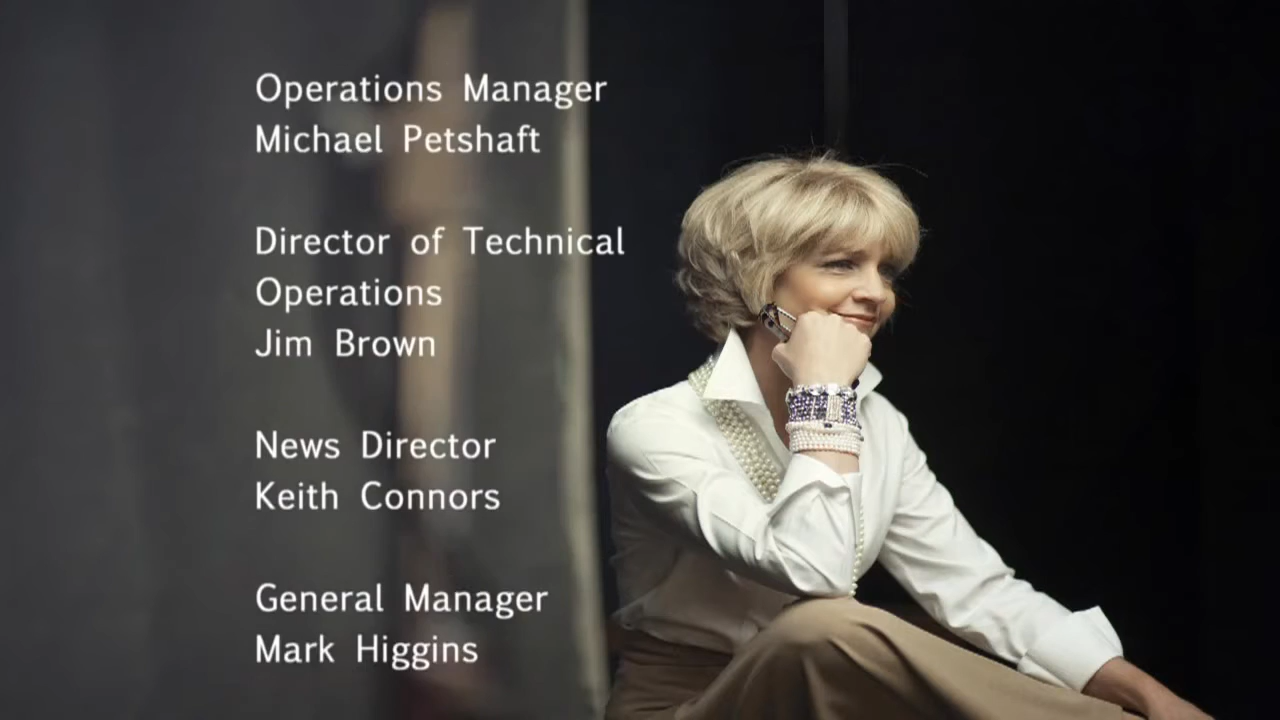 Operations Manager
Michael Petshaft
Director of Technical
Operations
Jim Brown
News Director
Keith Connors
General Manager
Mark Higgins